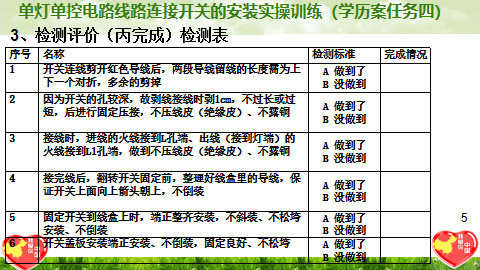 单灯单控电路线路连接开关的安装实操训练（学历案任务四）
3、检测评价（丙完成）检测表
序号 名称 检测标准 完成情况
1 开关连线剪开红色导线后，两段导线留线的长度需为上下一个对折，多余的剪掉 A 做到了 B 没做到
2 因为开关的孔较深，故剥线接线时剥1cm，不过长或过短，后进行固定压接，不压线皮（绝缘皮）、不露铜 A 做到了 B 没做到
3 接线时，进线的火线接到L孔端、出线（接到灯端）的火线接到L1孔端，做到不压线皮（绝缘皮）、不露铜 A 做到了 B 没做到
4 接完线后，翻转开关固定前，整理好线盒里的导线，保证开关上面向上箭头朝上，不倒装 A 做到了 B 没做到
5 固定开关到线盒上时，端正整齐安装，不斜装、不松垮安装、不倒装 A 做到了 B 没做到
6 开关盖板安装端正安装、不倒装，固定良好、不松垮 A 做到了 B 没做到
5